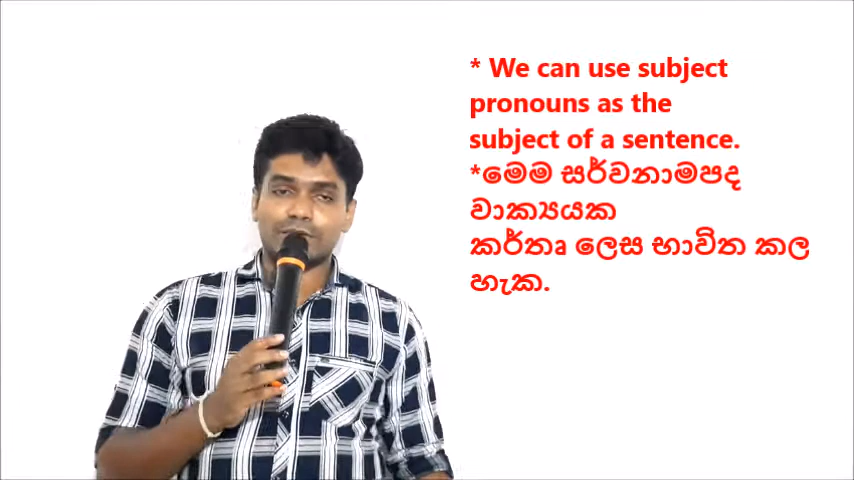 * We can use subject
pronouns as the
subject of a sentence.
*මෙම සර්වනාමපද
වාක්‍යයක
කර්තෘ ලෙස භාවිත කල
හැක.